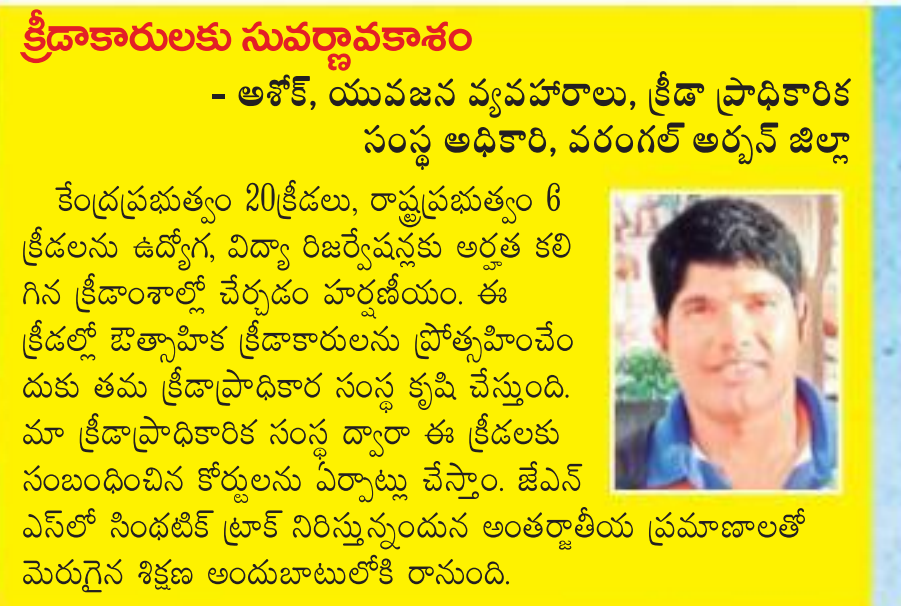 క్రీడాకారులకు సువర్ణావకాశం
- అశోక్, యువజన వ్యవహారాలు, క్రీడా ప్రాధికారిక
సంస్థ అధికారి, వరంగల్ అర్బన్ జిల్లా
కేంద్రప్రభుత్వం 20క్రీడలు, రాష్ట్రప్రభుత్వం 6
క్రీడలను ఉద్యోగ, విద్యా రిజర్వేషన్లకు అర్హత కలి
గిన క్రీడాంశాల్లో చేర్చడం హర్షణీయం. ఈ
క్రీడల్లో ఔత్సాహిక క్రీడాకారులను ప్రోత్సహించేం
దుకు తమ క్రీడాప్రాధికార సంస్థ కృషి చేస్తుంది.
మా క్రీడాప్రాధికారిక సంస్థ ద్వారా ఈ క్రీడలకు
సంబంధించిన కోర్టులను ఏర్పాట్లు చేస్తాం. జేఎన్
ఎస్‌లో సింథటిక్ ట్రాక్ నిరిస్తున్నందున అంతర్జాతీయ ప్రమాణాలతో
మెరుగైన శిక్షణ అందుబాటులోకి రానుంది.